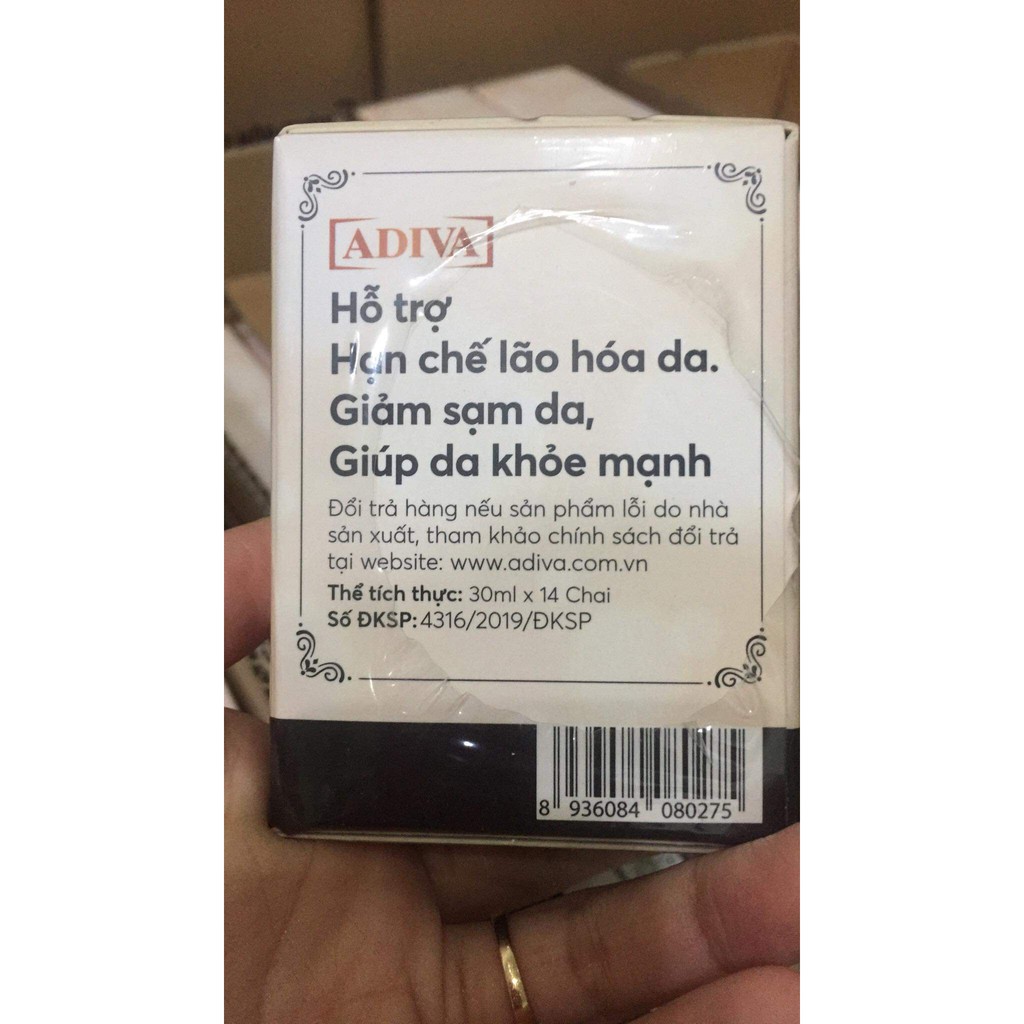 ADIVA
Hỗ trợ
Hạn chế lão hóa da.
Giảm sạm da,
Giúp da khỏe mạnh
Đổi trả hàng nếu sản phẩm lỗi do nhà
sản xuất, tham khảo chính sách đổi trả
tại website: www.adiva.com.vn
Thể tích thực: 30ml x 14 Chai
Số ĐKSP: 4316/2019/ĐKSP
8 936084 080275